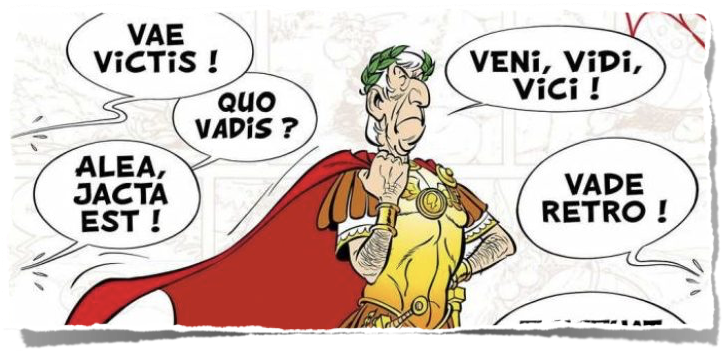 VAE
VICTIS !
QUO
VADIS ?
ALEA,
JACTA
EST !
VENI, VIDI,
VICI !
VADE
RETRO !